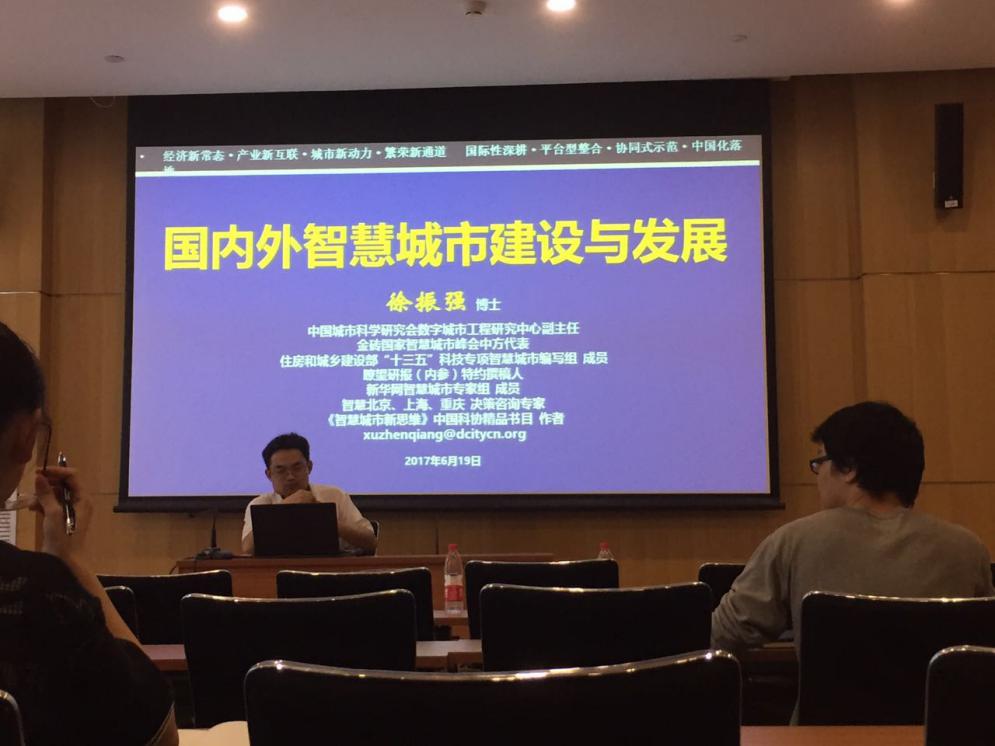 • 经济新常态·产业新互联·城市新动力·繁荣新通道 国际性深耕·平台型整合·协同式示范·中国化落
地
国内外智慧城市建设与发展
徐振强 博士
中国城市科学研究会数字城市工程研究中心副主任
金砖国家智慧城市峰会中方代表
住房和城乡建设部“十三五”科技专项智慧城市编写组 成员
瞭望研报（内参）特约撰稿人
新华网智慧城市专家组 成员
智慧北京、上海、重庆 决策咨询专家
《智慧城市新思维》中国科协精品书目 作者
xuzhenqiang@dcitycn.org
2017年6月19日